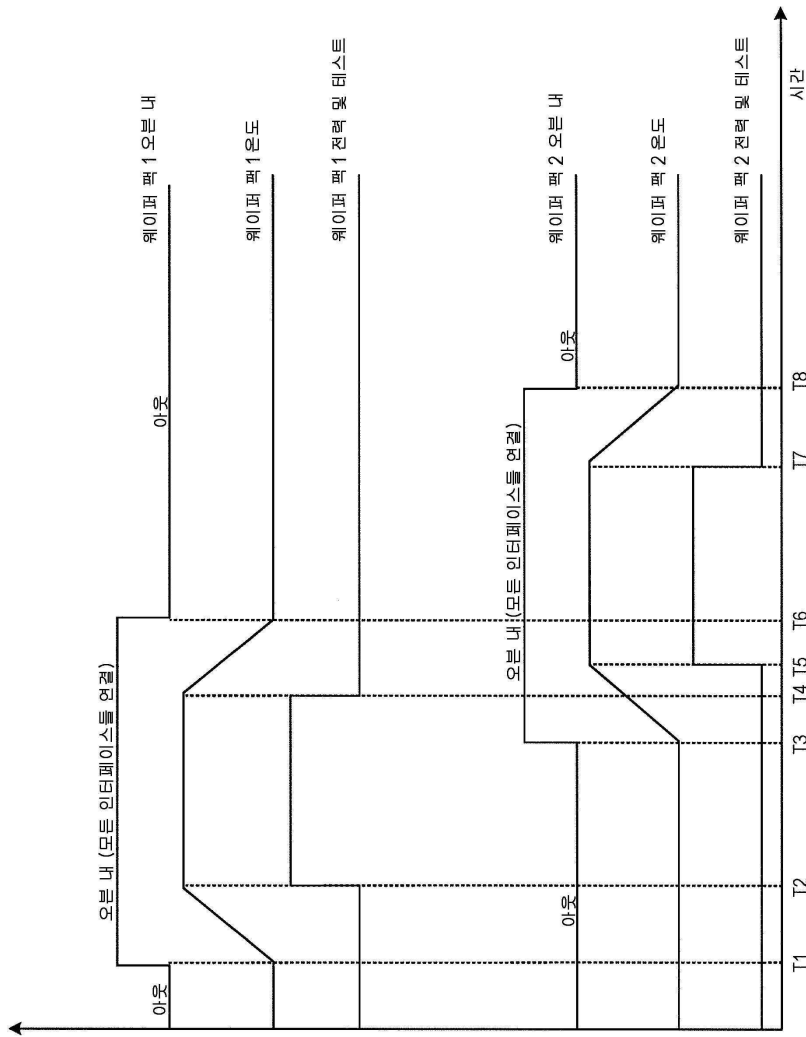 아웃
오븐 내 (모든 인터페이스들 연결)
아웃
웨이퍼 팩 1 오븐 내
웨이퍼 팩 1 온도
웨이퍼 팩 1 전력 및 테스트
아웃
오븐 내 (모든 인터페이스들 연결)
아웃
웨이퍼 팩 2 오븐 내
웨이퍼 팩 2 온도
웨이퍼 팩 2 전력 및 테스트
T1
T2
T3
T4
T5
T6
T7
T8
시간